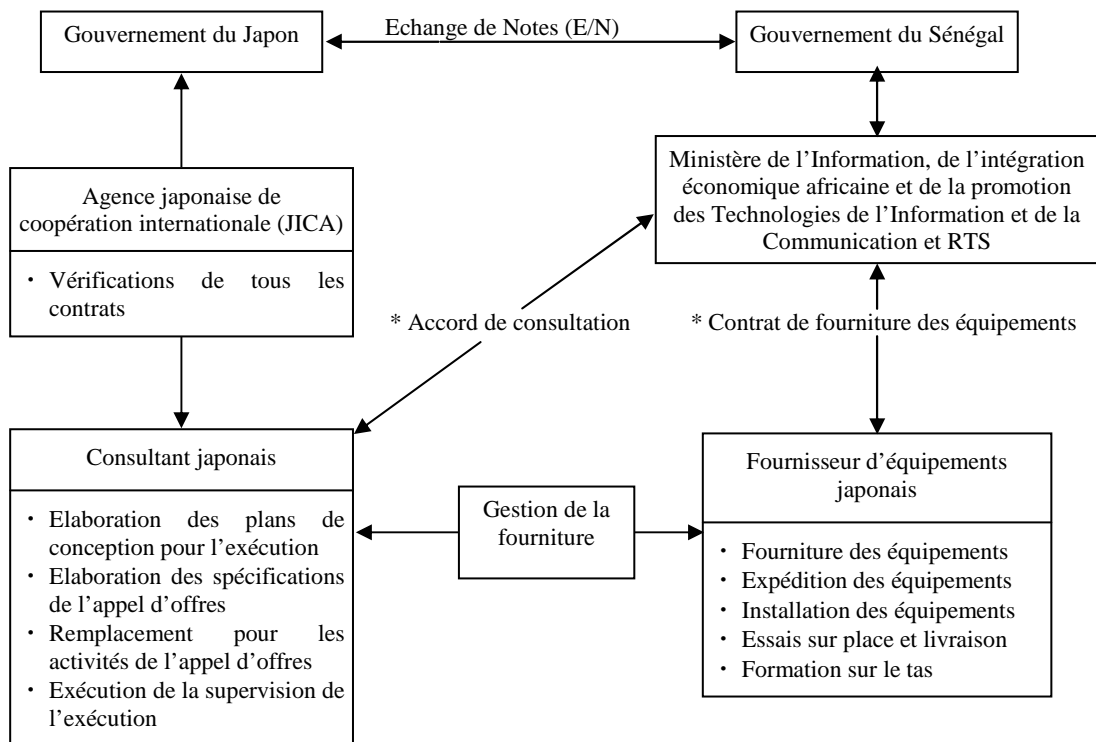 Gouvernement du Japon
Echange de Notes (E/N)
Gouvernement du Sénégal
Ministère de l'Information, de l'intégration
économique africaine et de la promotion
des Technologies de l'Information et de la
Communication et RTS
Agence japonaise de
coopération internationale (JICA)
・ Vérifications de tous les
contrats
* Accord de consultation
* Contrat de fourniture des équipements
Consultant japonais
・ Elaboration des plans de
conception pour l'exécution
・ Elaboration des spécifications
de l'appel d'offres
・ Remplacement pour les
activités de l'appel d'offres
・ Exécution de la supervision de
l'exécution
Gestion de la
fourniture
Fournisseur d'équipements
japonais
・ Fourniture des équipements
・ Expédition des équipements
・ Installation des équipements
・ Essais sur place et livraison
・ Formation sur le tas